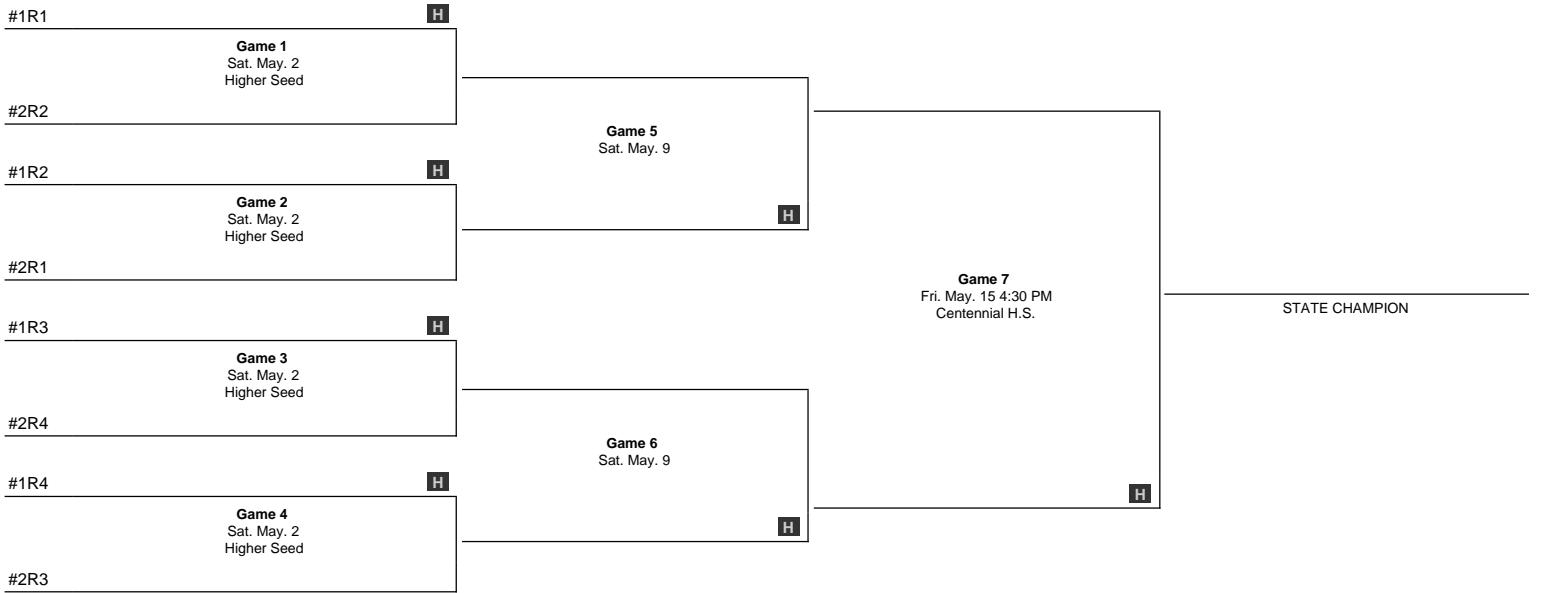 #1R1
H
Game 1
Sat. May. 2
Higher Seed
#2R2
#1R2
H
Game 2
Sat. May. 2
Higher Seed
#2R1
#1R3
H
Game 3
Sat. May. 2
Higher Seed
#2R4
#1R4
H
Game 4
Sat. May. 2
Higher Seed
#2R3
Game 5
Sat. May. 9
H
Game 6
Sat. May. 9
H
Game 7
Fri. May. 15 4:30 PM
Centennial H.S.
H
STATE CHAMPION